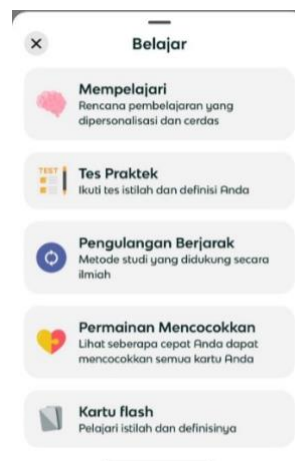 Belajar
Mempelajari
Rencana pembelajaran yang
dipersonalisasi dan cerdas
TEST
Tes Praktek
Ikuti tes istilah dan definisi Anda
Pengulangan Berjarak
Metode studi yang didukung secara
ilmiah
Permainan Mencocokkan
Lihat seberapa cepat Anda dapat
mencocokkan semua kartu Anda
Kartu flash
Pelajari istilah dan definisinya